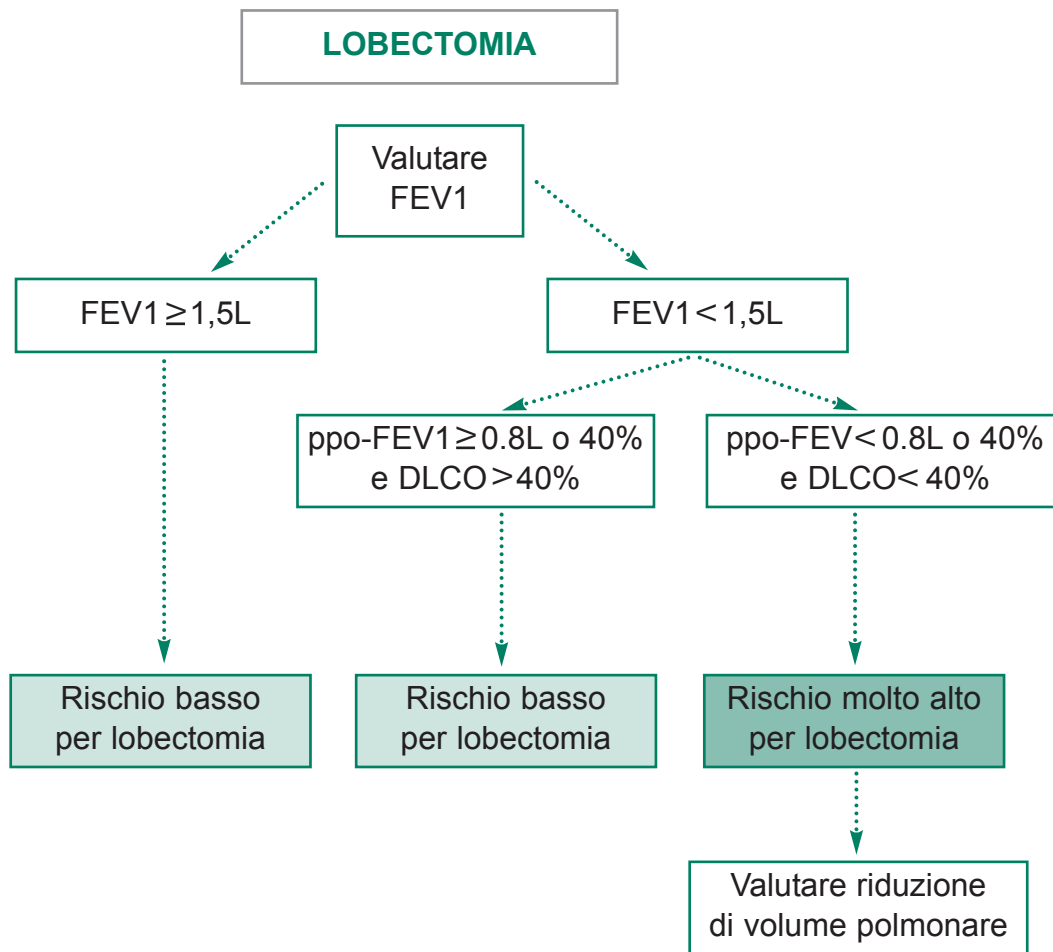 LOBECTOMIA
Valutare
FEV1
FEV1≥1,5L
FEV1<1,5L
ppo-FEV1≥0.8L o 40%
e DLCO>40%
ppo-FEV<0.8L o 40%
e DLCO<40%
Rischio basso
per lobectomia
Rischio basso
per lobectomia
Rischio molto alto
per lobectomia
Valutare riduzione
di volume polmonare